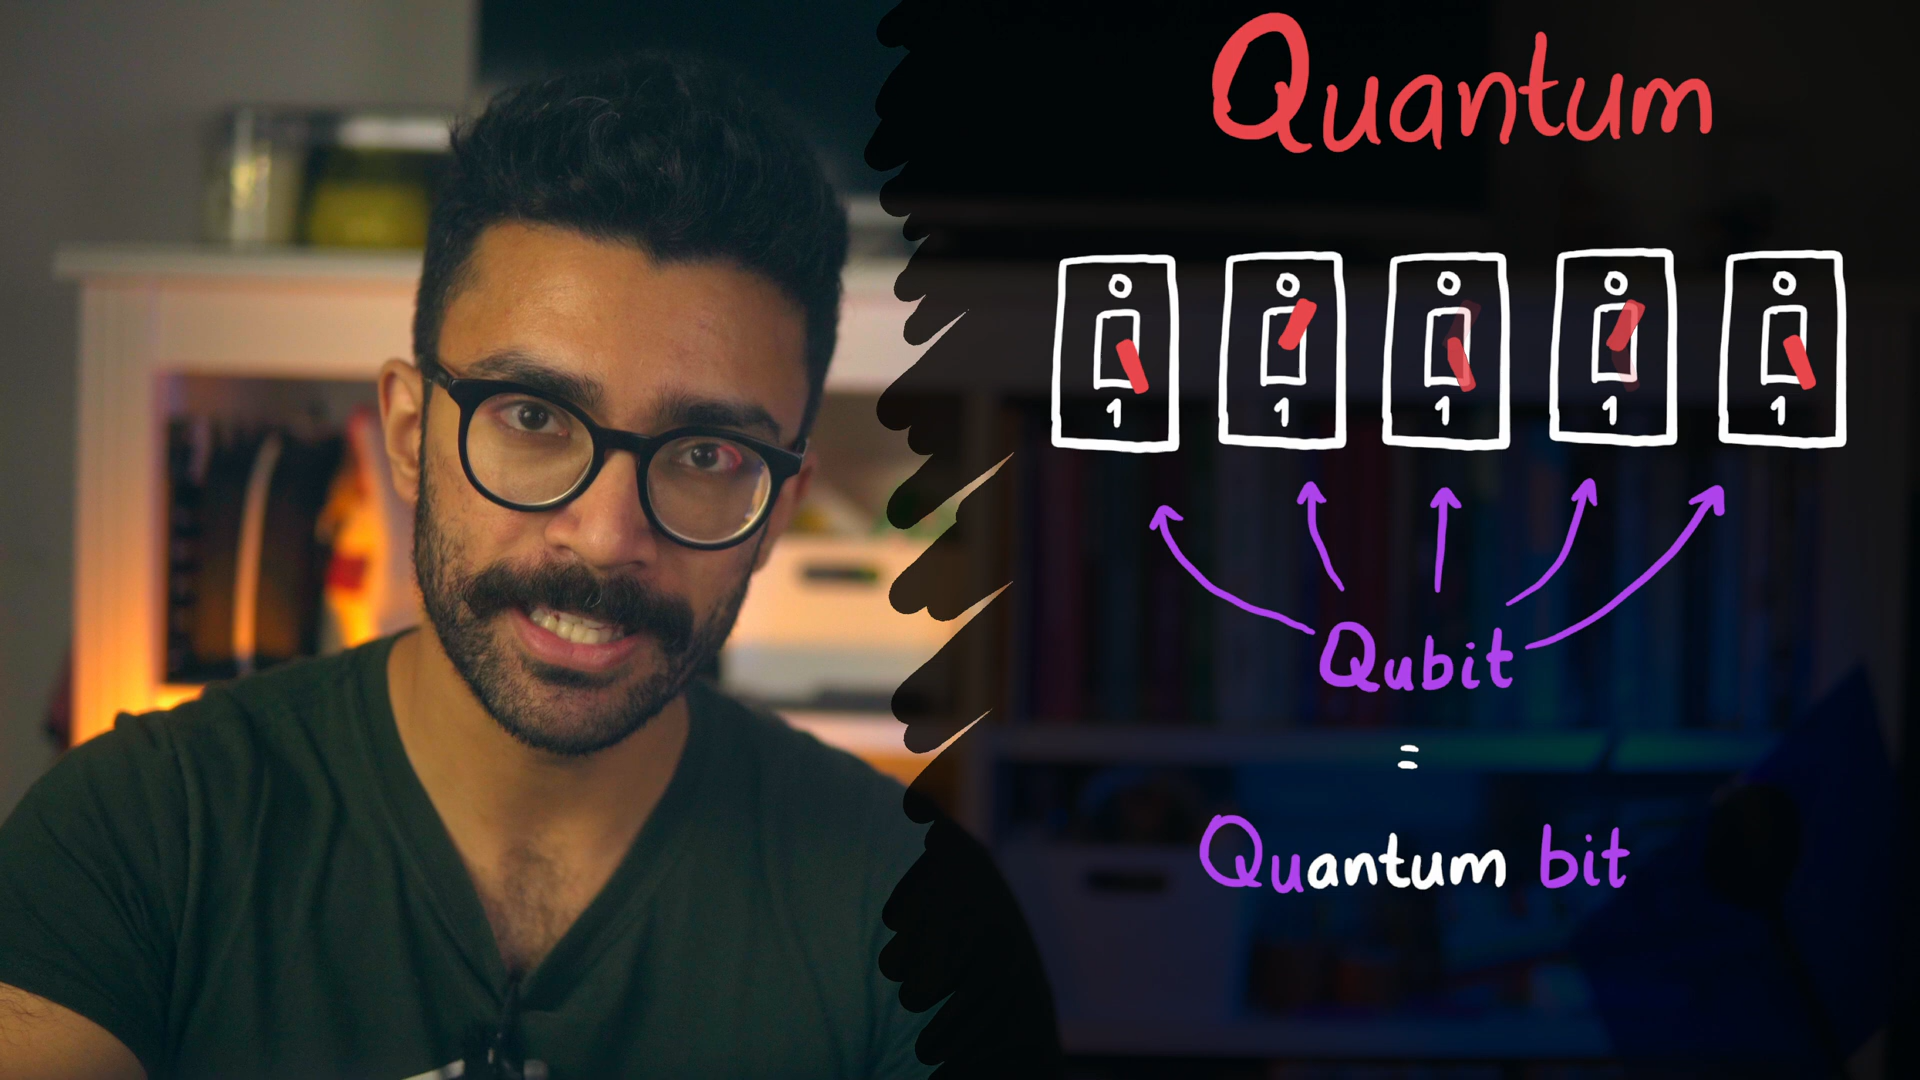 Quantum
0 0 0 0 0
1 1 1 1 1
Qubit
=
Quantum bit